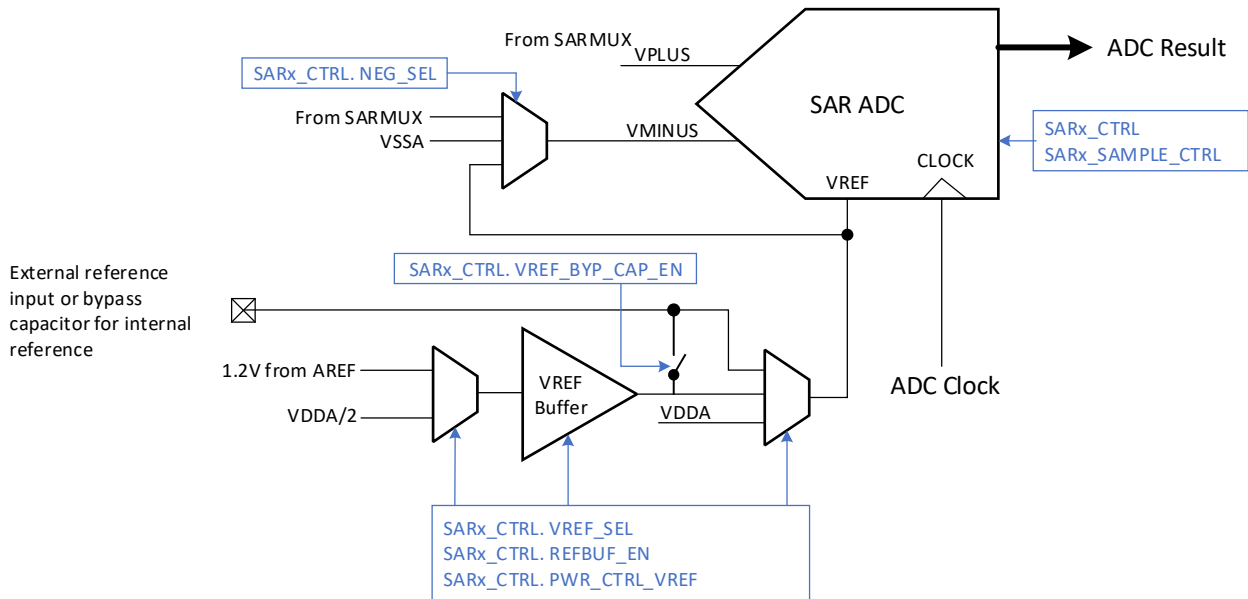 From SARMUX
VPLUS
ADC Result
SARx_CTRL. NEG_SEL
SAR ADC
From SARMUX
VSSA
VMINUS
SARx_CTRL
SARx_SAMPLE_CTRL
CLOCK
VREF
SARx_CTRL. VREF_BYP_CAP_EN
External reference
input or bypass
capacitor for internal
reference
1.2V from AREF
VREF
Buffer
VDDA/2
VDDA
ADC Clock
SARx_CTRL. VREF_SEL
SARx_CTRL. REFBUF_EN
SARx_CTRL. PWR_CTRL_VREF